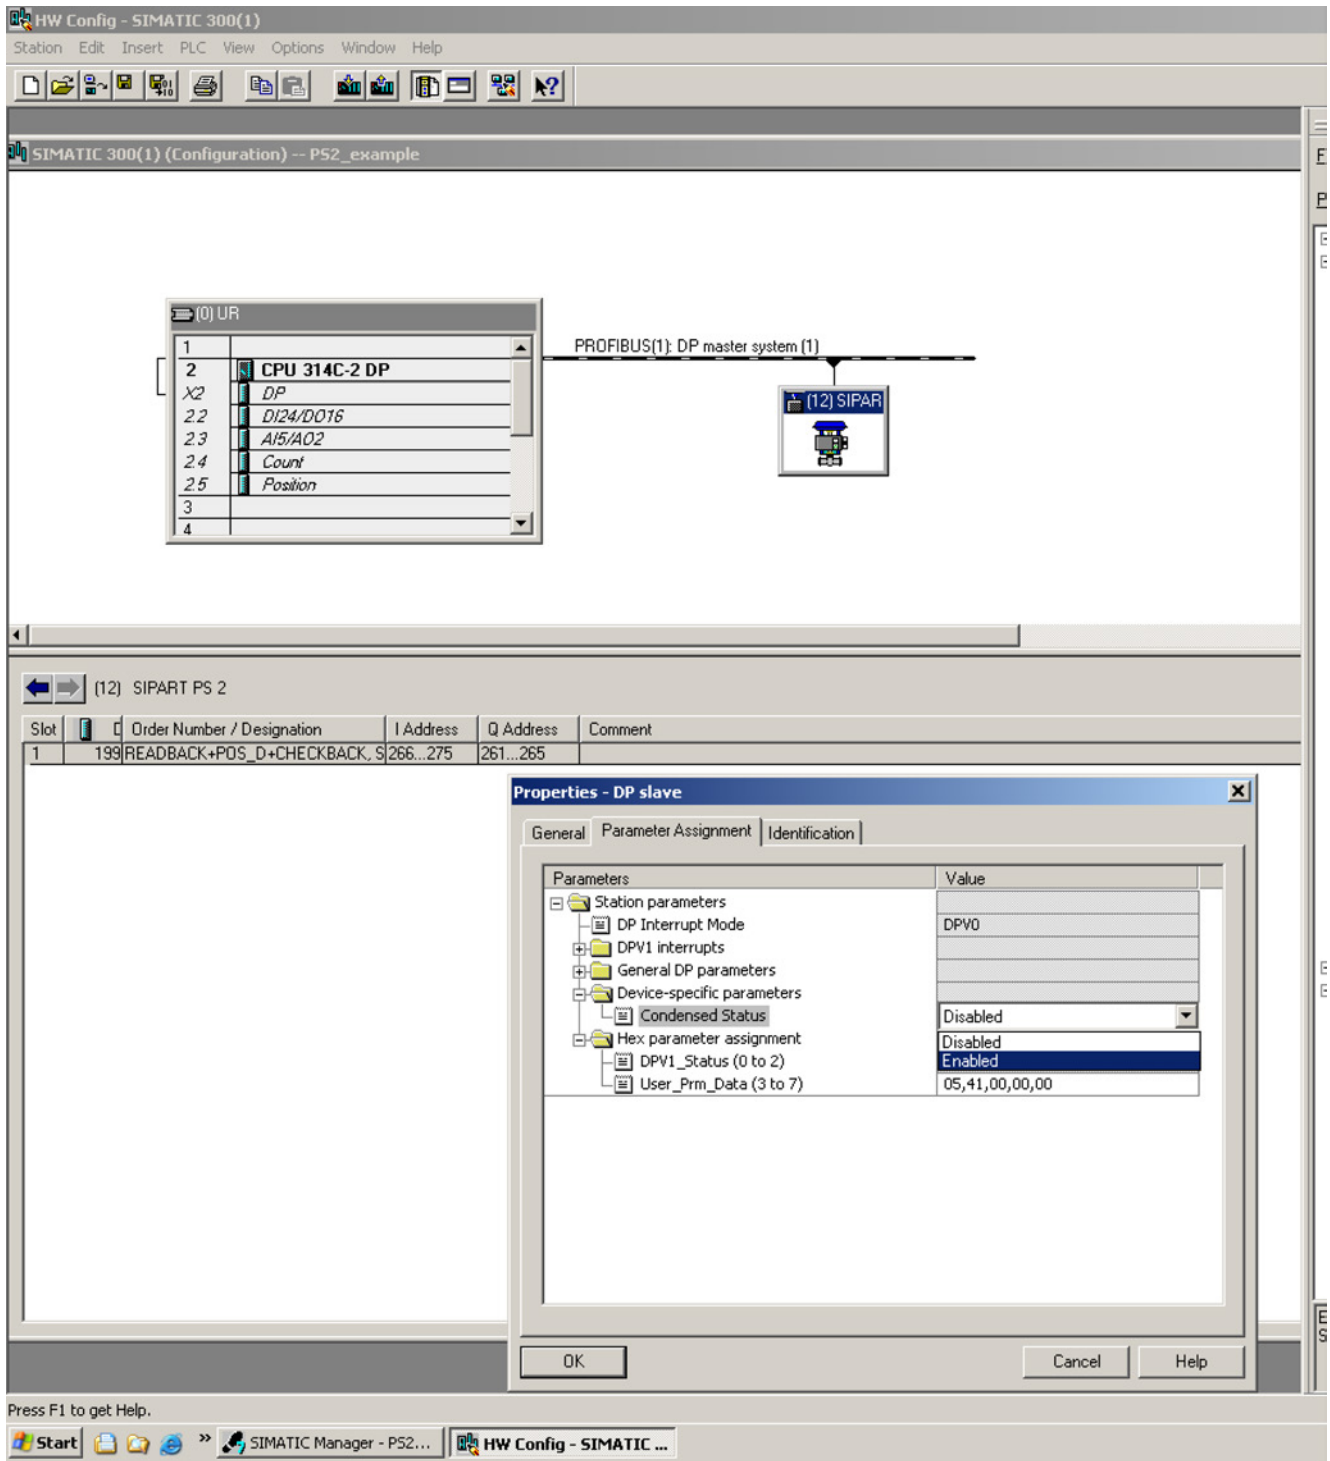 HW Config - SIMATIC 300(1)
Station Edit Insert PLC View Options Window Help
SIMATIC 300(1) (Configuration) -- PS2_example
(0) UR
1
2 CPU 314C-2 DP
X2 DP
2.2 DI24/DO16
2.3 AI5/AO2
2.4 Count
2.5 Position
3
4
PROFIBUS(1): DP master system (1)
(12) SIPAR
(12) SIPART PS 2
Slot Order Number / Designation I Address Q Address Comment
1 199 READBACK+POS_D+CHECKBACK, S 266...275 261...265
Properties - DP slave
General Parameter Assignment Identification
Parameters Value
Station parameters
DP Interrupt Mode DPV0
DPV1 interrupts
General DP parameters
Device-specific parameters
Condensed Status Disabled
Hex parameter assignment Disabled
DPV1_Status (0 to 2) Enabled
User_Prm_Data (3 to 7) 05,41,00,00,00
OK Cancel Help
Press F1 to get Help.
Start » SIMATIC Manager - PS2... HW Config - SIMATIC ...